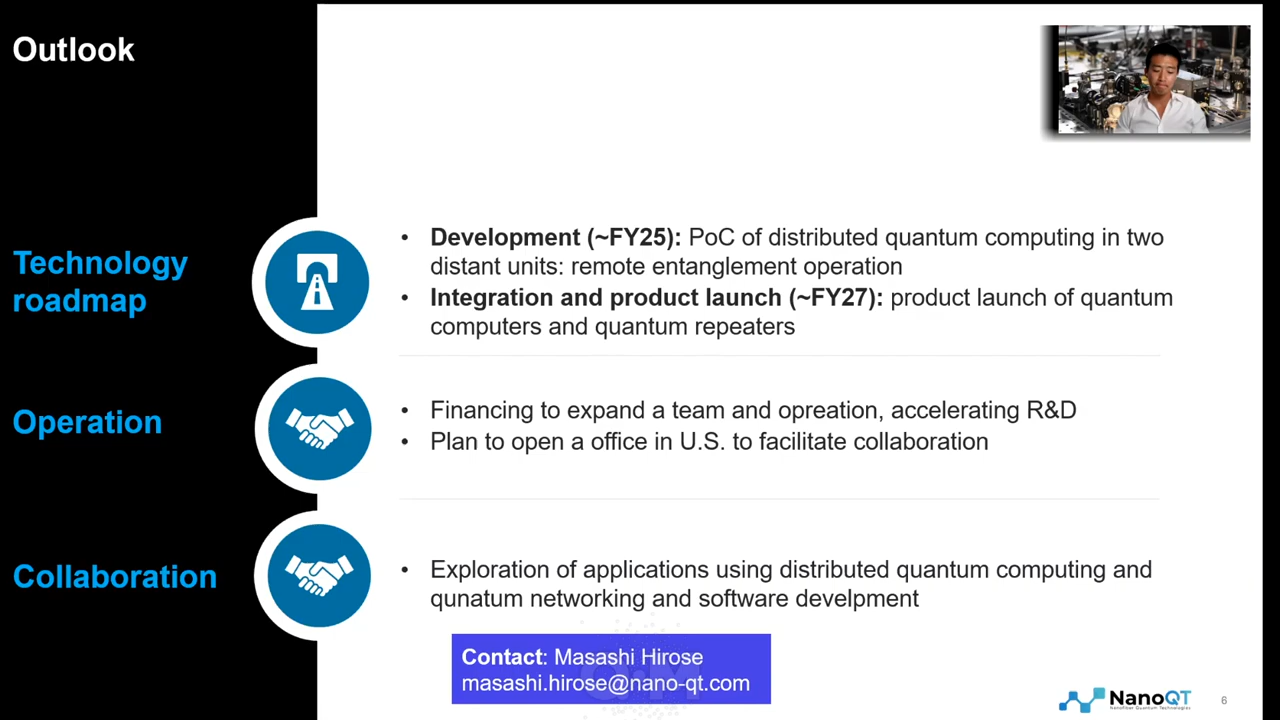 Outlook
Technology
roadmap
• Development (~FY25): PoC of distributed quantum computing in two
distant units: remote entanglement operation
• Integration and product launch (~FY27): product launch of quantum
computers and quantum repeaters
Operation
• Financing to expand a team and opreation, accelerating R&D
• Plan to open a office in U.S. to facilitate collaboration
Collaboration
• Exploration of applications using distributed quantum computing and
qunatum networking and software develpment
Contact: Masashi Hirose
masashi.hirose@nano-qt.com
NanoQT
Nanofiber Quantum Technologies
6